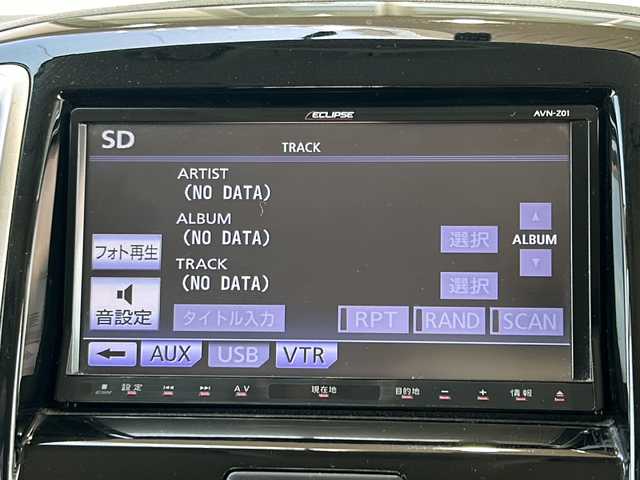 ECLIPSE
AVN-Z01
SD
TRACK
ARTIST
(NO DATA)
ALBUM
(NO DATA)
選択
ALBUM
フォト再生
TRACK
(NO DATA)
選択
音設定
タイトル入力
RPT
RAND
SCAN
AUX
USB
VTR
設定
AV
現在地
目的地
情報